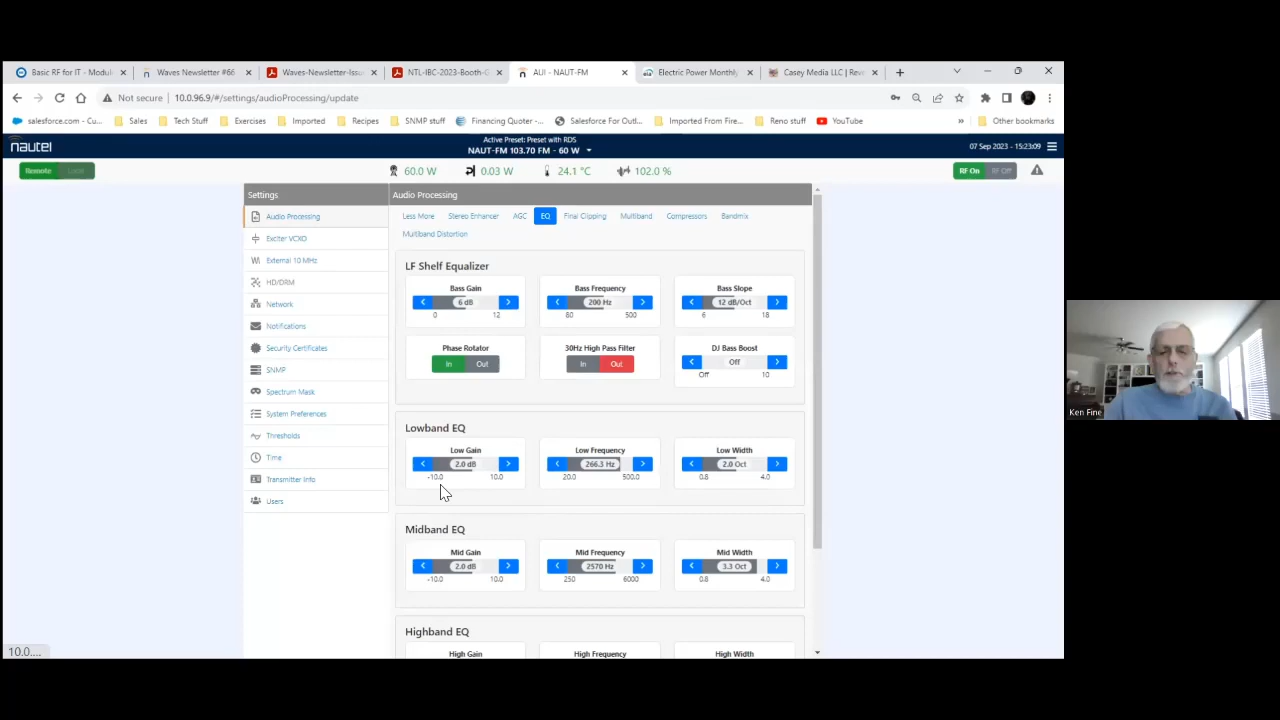 Basic RF for IT - Modul
Waves Newsletter #66
Waves-Newsletter-Issu
NTL-IBC-2023-Booth-G
AUI - NAUT-FM
Electric Power Monthly
Casey Media LLC | Rev
Not secure
10.0.96.9/#/settings/audioProcessing/update
salesforce.com - Cu...
Sales
Tech Stuff
Exercises
Imported
Recipes
SNMP stuff
Financing Quoter -...
Salesforce For Outl...
Imported From Fire...
Reno stuff
YouTube
Other bookmarks
nautel
Active Preset: Preset with RDS
NAUT-FM 103.70 FM - 60 W
07 Sep 2023 - 15:23:09
Remote Local
60.0 W
0.03 W
24.1 °C
102.0 %
RF On RF Off
Settings
Audio Processing
Exciter VCXO
External 10 MHz
HD/DRM
Network
Notifications
Security Certificates
SNMP
Spectrum Mask
System Preferences
Thresholds
Time
Transmitter Info
Users
Audio Processing
Less More Stereo Enhancer AGC EQ Final Clipping Multiband Compressors Bandmix
Multiband Distortion
LF Shelf Equalizer
Bass Gain
6 dB
0 12
Bass Frequency
200 Hz
80 500
Bass Slope
12 dB/Oct
6 18
Phase Rotator
In Out
30Hz High Pass Filter
In Out
DJ Bass Boost
Off
Off 10
Lowband EQ
Low Gain
2.0 dB
-10.0 10.0
Low Frequency
266.3 Hz
20.0 500.0
Low Width
2.0 Oct
0.8 4.0
Midband EQ
Mid Gain
2.0 dB
-10.0 10.0
Mid Frequency
2570 Hz
250 6000
Mid Width
3.3 Oct
0.8 4.0
Highband EQ
High Gain
High Frequency
High Width
10.0....
Ken Fine